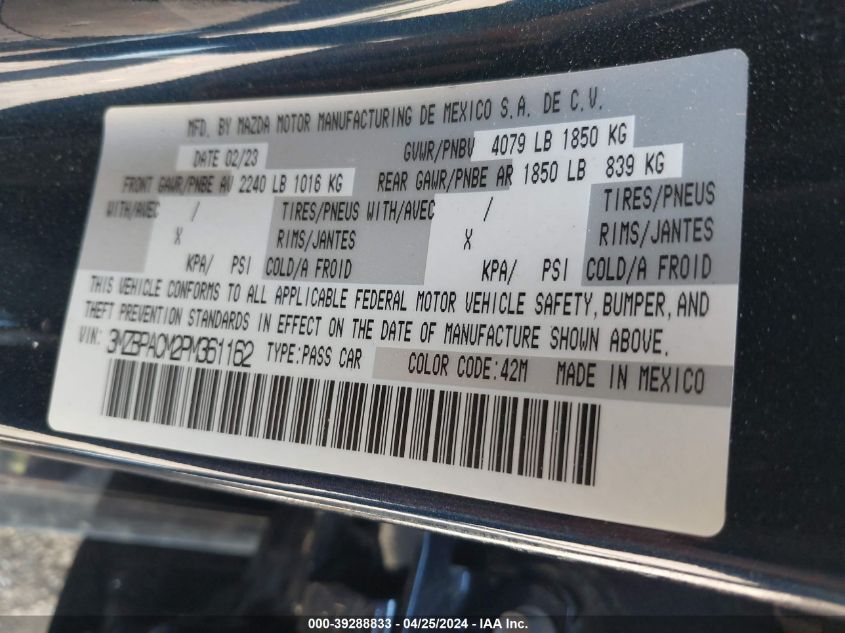 MFD. BY MAZDA MOTOR MANUFACTURING DE MEXICO S.A. DE C.V.
DATE 02/23 GVWR/PNBV 4079 LB 1850 KG
FRONT GAWR/PNBE AV 2240 LB 1016 KG REAR GAWR/PNBE AR 1850 LB 839 KG
WITH/AVEC / TIRES/PNEUS WITH/AVEC / TIRES/PNEUS
X RIMS/JANTES X RIMS/JANTES
KPA/ PSI COLD/A FROID KPA/ PSI COLD/A FROID
THIS VEHICLE CONFORMS TO ALL APPLICABLE FEDERAL MOTOR VEHICLE SAFETY, BUMPER, AND
THEFT PREVENTION STANDARDS IN EFFECT ON THE DATE OF MANUFACTURE SHOWN ABOVE.
VIN: 3MZBPACM2PM361162 TYPE:PASS CAR COLOR CODE:42M MADE IN MEXICO
000-39288833 - 04/25/2024 - IAA Inc.